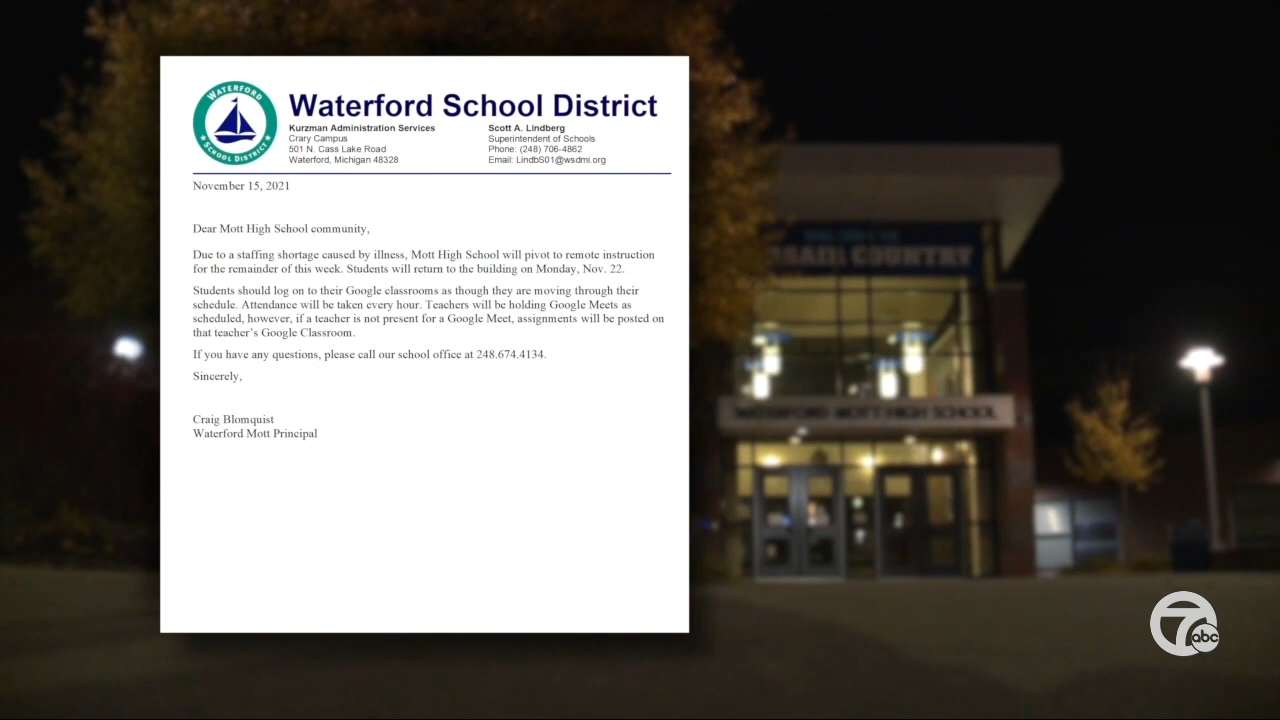 WATERFORD
SCHOOL DISTRICT
Waterford School District
Kurzman Administration Services
Crary Campus
501 N. Cass Lake Road
Waterford, Michigan 48328
Scott A. Lindberg
Superintendent of Schools
Phone: (248) 706-4862
Email: LindbS01@wsdmi.org
November 15, 2021
Dear Mott High School community,
Due to a staffing shortage caused by illness, Mott High School will pivot to remote instruction
for the remainder of this week. Students will return to the building on Monday, Nov. 22.
Students should log on to their Google classrooms as though they are moving through their
schedule. Attendance will be taken every hour. Teachers will be holding Google Meets as
scheduled, however, if a teacher is not present for a Google Meet, assignments will be posted on
that teacher's Google Classroom.
If you have any questions, please call our school office at 248.674.4134.
Sincerely,
Craig Blomquist
Waterford Mott Principal
COUNTRY
WATERFORD MOTT HIGH SCHOOL
7
abc